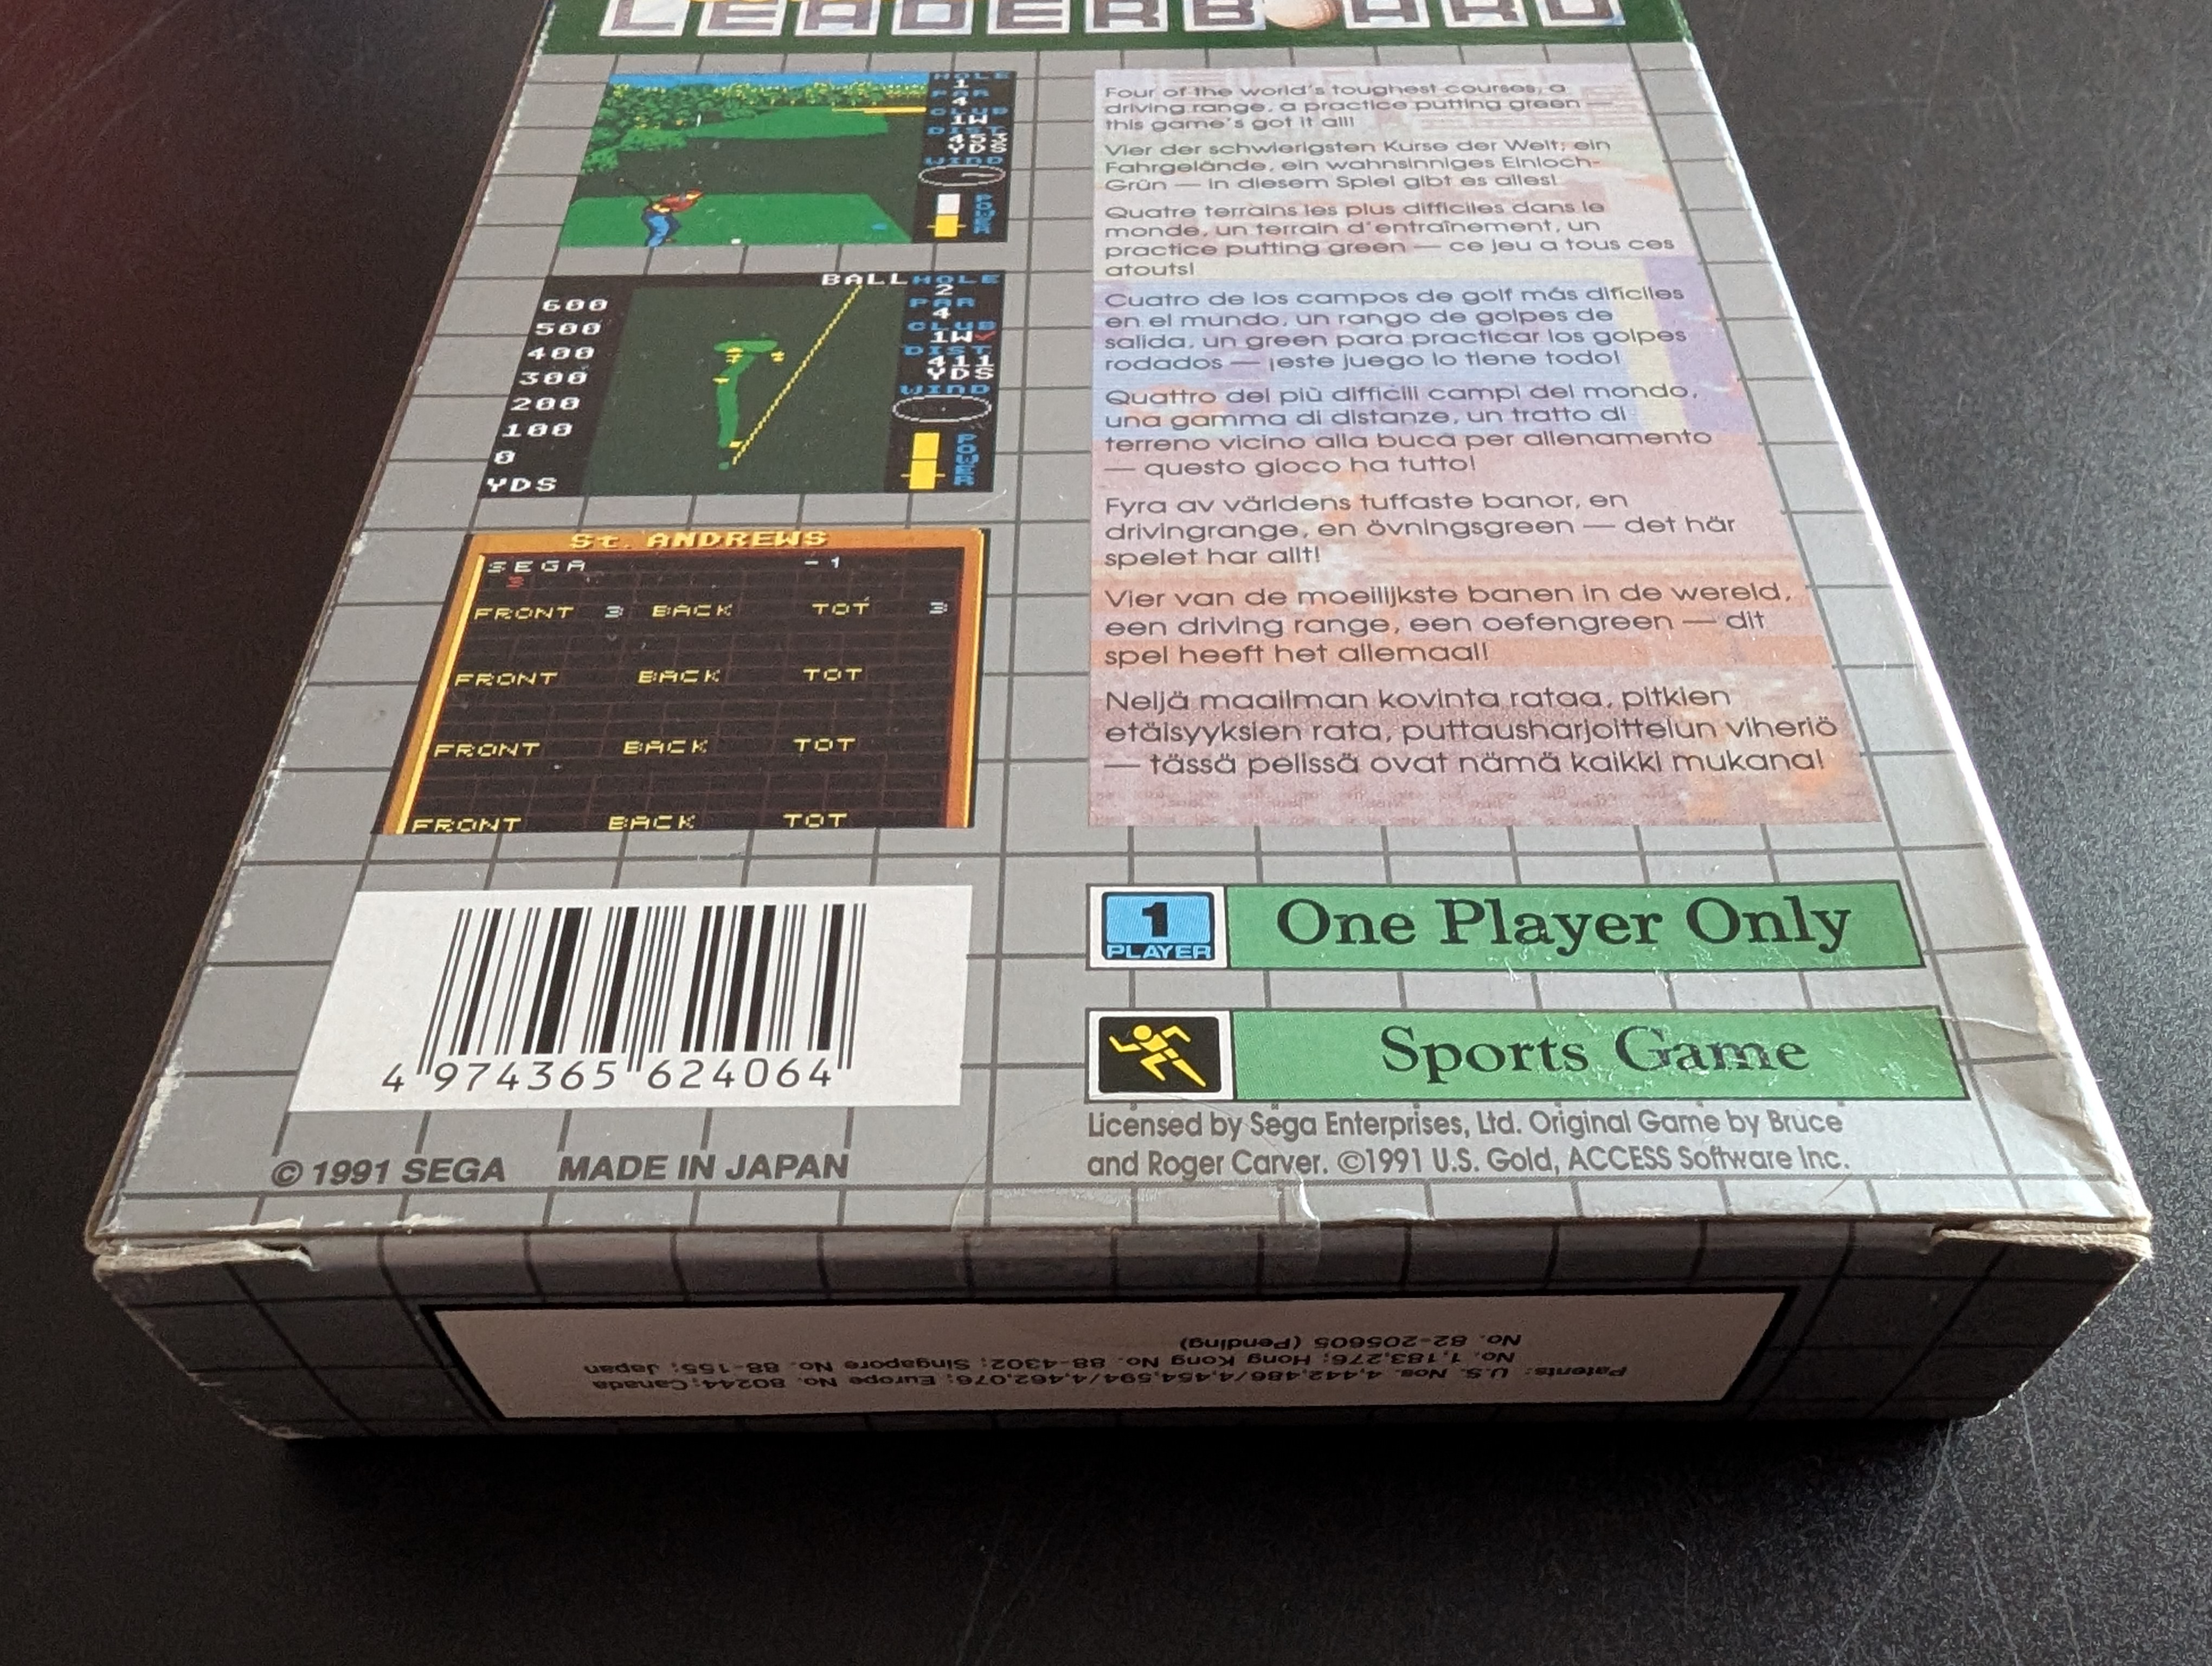 LEADERBOARD
HOLE
1
PAR
4
CLUB
1W
DIST
453
YDS
WIND
POWER
BALL
600
500
400
300
200
100
0
YDS
HOLE
2
PAR
4
CLUB
1W
DIST
411
YDS
WIND
POWER
St. ANDREWS
SEGA -1
3
FRONT 3 BACK TOT 3
FRONT BACK TOT
FRONT BACK TOT
FRONT BACK TOT
Four of the world's toughest courses, a
driving range, a practice putting green —
this game's got it all!
Vier der schwierigsten Kurse der Welt; ein
Fahrgelände, ein wahnsinniges Einloch-
Grün — in diesem Spiel gibt es alles!
Quatre terrains les plus difficiles dans le
monde, un terrain d'entraînement, un
practice putting green — ce jeu a tous ces
atouts!
Cuatro de los campos de golf más difíciles
en el mundo, un rango de golpes de
salida, un green para practicar los golpes
rodados — ¡este juego lo tiene todo!
Quattro dei più difficili campi del mondo,
una gamma di distanze, un tratto di
terreno vicino alla buca per allenamento
— questo gioco ha tutto!
Fyra av världens tuffaste banor, en
drivingrange, en övningsgreen — det här
spelet har allt!
Vier van de moeilijkste banen in de wereld,
een driving range, een oefengreen — dit
spel heeft het allemaal!
Neljä maailman kovinta rataa, pitkien
etäisyyksien rata, puttausharjoittelun viheriö
— tässä pelissä ovat nämä kaikki mukana!
4 974365 624064
© 1991 SEGA MADE IN JAPAN
1
PLAYER
One Player Only
Sports Game
Licensed by Sega Enterprises, Ltd. Original Game by Bruce
and Roger Carver. ©1991 U.S. Gold, ACCESS Software Inc.
Patents: U.S. Nos. 4,442,486/4,454,594/4,462,076; Europe No. 80244; Canada
No. 1,183,276; Hong Kong No. 88-4302; Singapore No. 88-155; Japan
No. 82-205605 (Pending)